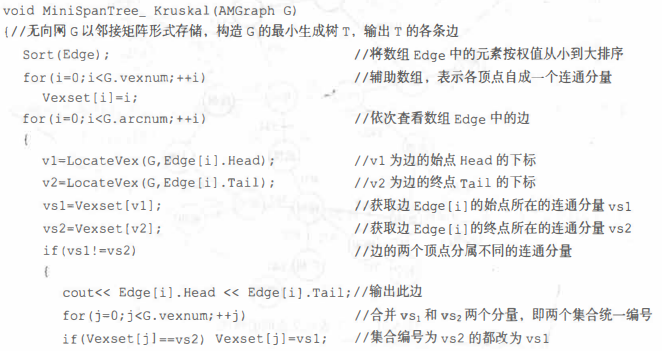 void MiniSpanTree_ Kruskal(AMGraph G)
{//无向网 G 以邻接矩阵形式存储，构造 G 的最小生成树 T，输出 T 的各条边
Sort(Edge); //将数组 Edge 中的元素按权值从小到大排序
for(i=0;i<G.vexnum;++i) //辅助数组，表示各顶点自成一个连通分量
Vexset[i]=i;
for(i=0;i<G.arcnum;++i) //依次查看数组 Edge 中的边
{
v1=LocateVex(G,Edge[i].Head); //v1 为边的始点 Head 的下标
v2=LocateVex(G,Edge[i].Tail); //v2 为边的终点 Tail 的下标
vs1=Vexset[v1]; //获取边 Edge[i]的始点所在的连通分量 vs1
vs2=Vexset[v2]; //获取边 Edge[i]的终点所在的连通分量 vs2
if(vs1!=vs2) //边的两个顶点分属不同的连通分量
{
cout<< Edge[i].Head << Edge[i].Tail; //输出此边
for(j=0;j<G.vexnum;++j) //合并 vs₁ 和 vs₂ 两个分量，即两个集合统一编号
if(Vexset[j]==vs2) Vexset[j]=vs1; //集合编号为 vs2 的都改为 vs1